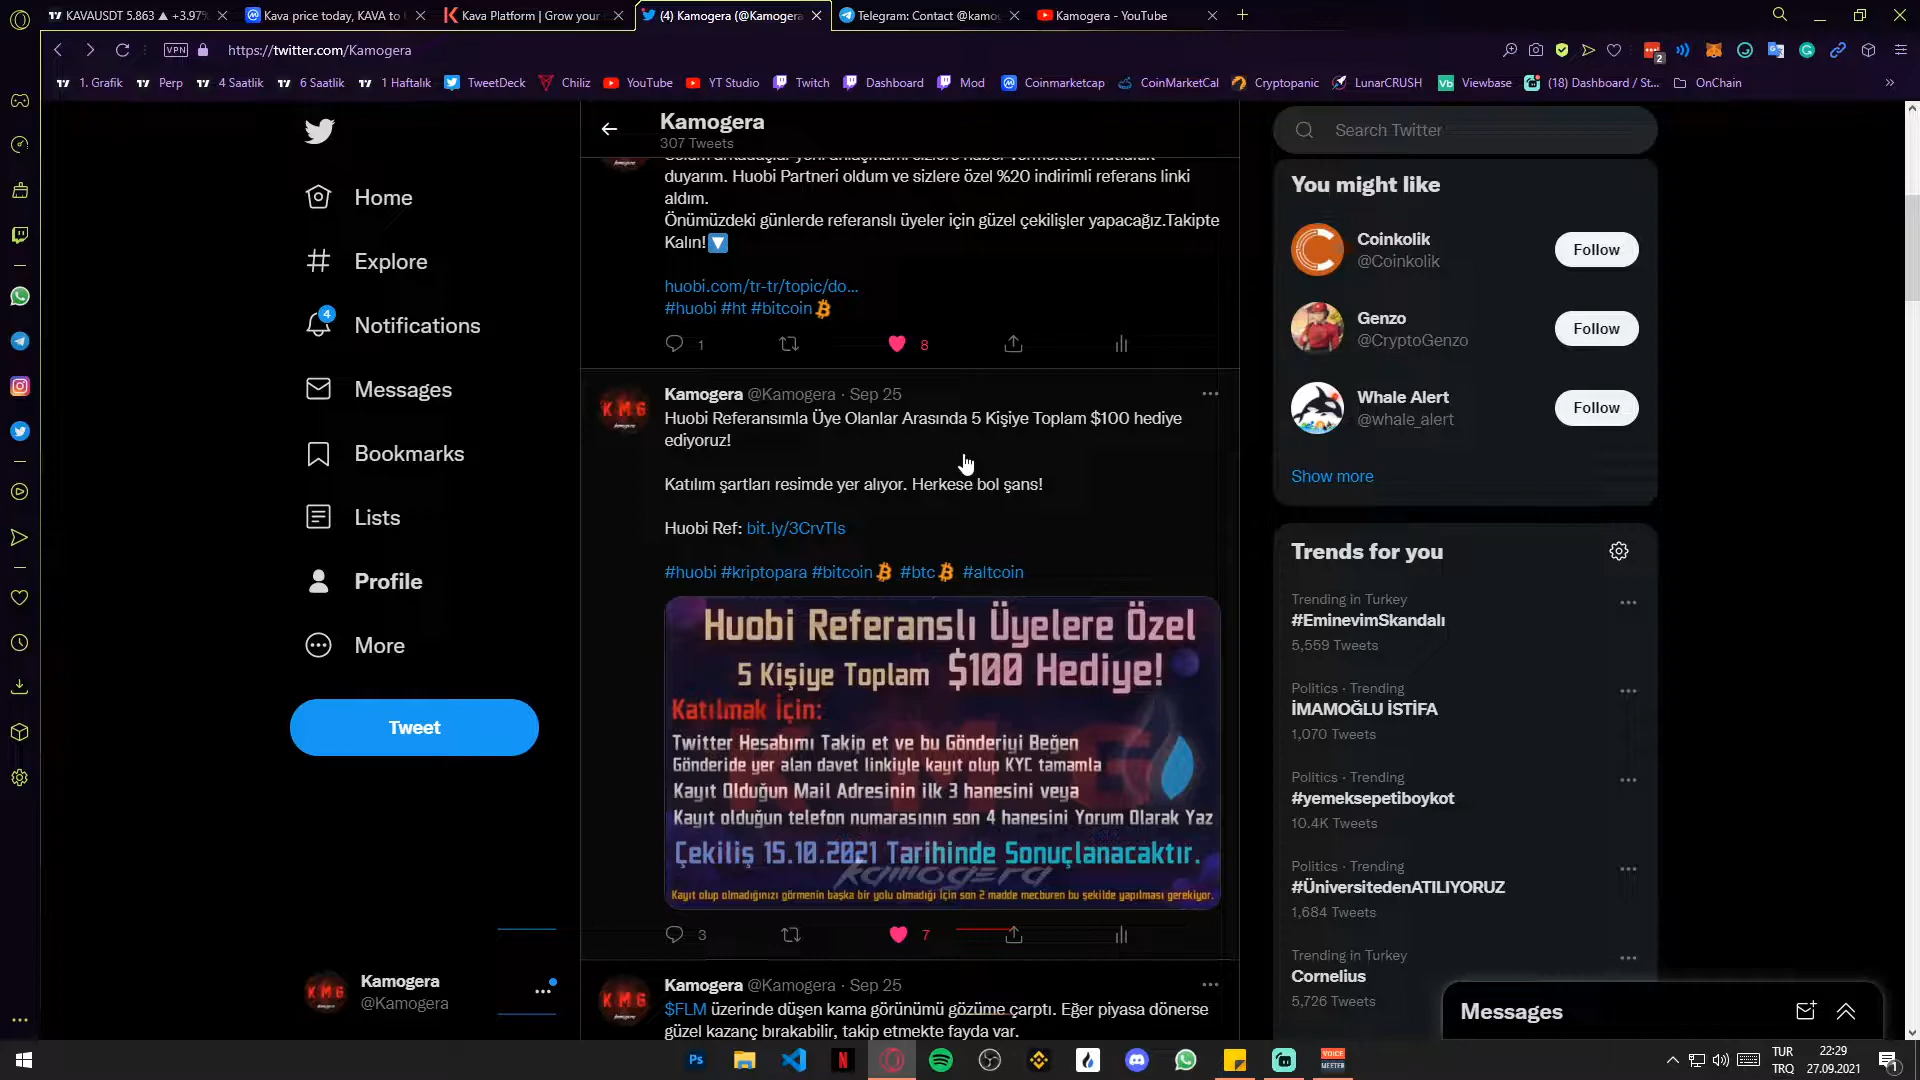 KAVAUSDT 5.863 ▲ +3.97%
Kava price today, KAVA to
Kava Platform | Grow your
(4) Kamogera (@Kamogera
Telegram: Contact @kamog
Kamogera - YouTube
VPN
https://twitter.com/Kamogera
2
1. Grafik
Perp
4 Saatlik
6 Saatlik
1 Haftalık
TweetDeck
Chiliz
YouTube
YT Studio
Twitch
Dashboard
Mod
Coinmarketcap
CoinMarketCal
Cryptopanic
LunarCRUSH
Viewbase
(18) Dashboard / St...
OnChain
Home
Explore
4
Notifications
Messages
Bookmarks
Lists
Profile
More
Tweet
Kamogera
@Kamogera
Kamogera
307 Tweets
duyarım. Huobi Partneri oldum ve sizlere özel %20 indirimli referans linki
aldım.
Önümüzdeki günlerde referanslı üyeler için güzel çekilişler yapacağız.Takipte
Kalın!
huobi.com/tr-tr/topic/do...
#huobi #ht #bitcoin
1
8
KMG
Kamogera @Kamogera · Sep 25
Huobi Referansımla Üye Olanlar Arasında 5 Kişiye Toplam $100 hediye
ediyoruz!
Katılım şartları resimde yer alıyor. Herkese bol şans!
Huobi Ref: bit.ly/3CrvTls
#huobi #kriptopara #bitcoin #btc #altcoin
Huobi Referanslı Üyelere Özel
5 Kişiye Toplam $100 Hediye!
Katılmak İçin:
Twitter Hesabımı Takip et ve bu Gönderiyi Beğen
Gönderide yer alan davet linkiyle kayıt olup KYC tamamla
Kayıt Olduğun Mail Adresinin ilk 3 hanesini veya
Kayıt olduğun telefon numarasının son 4 hanesini Yorum Olarak Yaz
Çekiliş 15.10.2021 Tarihinde Sonuçlanacaktır.
kamogera
Kayıt olup olmadığınızı görmenin başka bir yolu olmadığı için son 2 madde mecburen bu şekilde yapılması gerekiyor.
3
7
KMG
Kamogera @Kamogera · Sep 25
$FLM üzerinde düşen kama görünümü gözüme çarptı. Eğer piyasa dönerse
güzel kazanç bırakabilir, takip etmekte fayda var.
Search Twitter
You might like
Coinkolik
@Coinkolik
Follow
Genzo
@CryptoGenzo
Follow
Whale Alert
@whale_alert
Follow
Show more
Trends for you
Trending in Turkey
#EminevimSkandalı
5,559 Tweets
Politics · Trending
İMAMOĞLU İSTİFA
1,070 Tweets
Politics · Trending
#yemeksepetiboykot
10.4K Tweets
Politics · Trending
#ÜniversitedenATILIYORUZ
1,684 Tweets
Trending in Turkey
Cornelius
5,726 Tweets
Messages
Ps
VOICE
MEETER
TUR
TRQ
22:29
27.09.2021
1